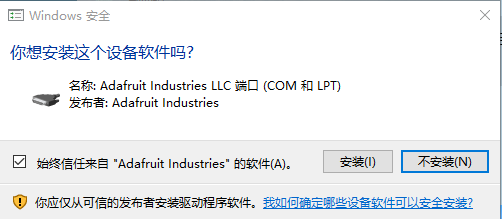 Windows 安全
你想安装这个设备软件吗?
名称: Adafruit Industries LLC 端口 (COM 和 LPT)
发布者: Adafruit Industries
始终信任来自 "Adafruit Industries" 的软件(A)。
安装(I)
不安装(N)
你应仅从可信的发布者安装驱动程序软件。我如何确定哪些设备软件可以安全安装?